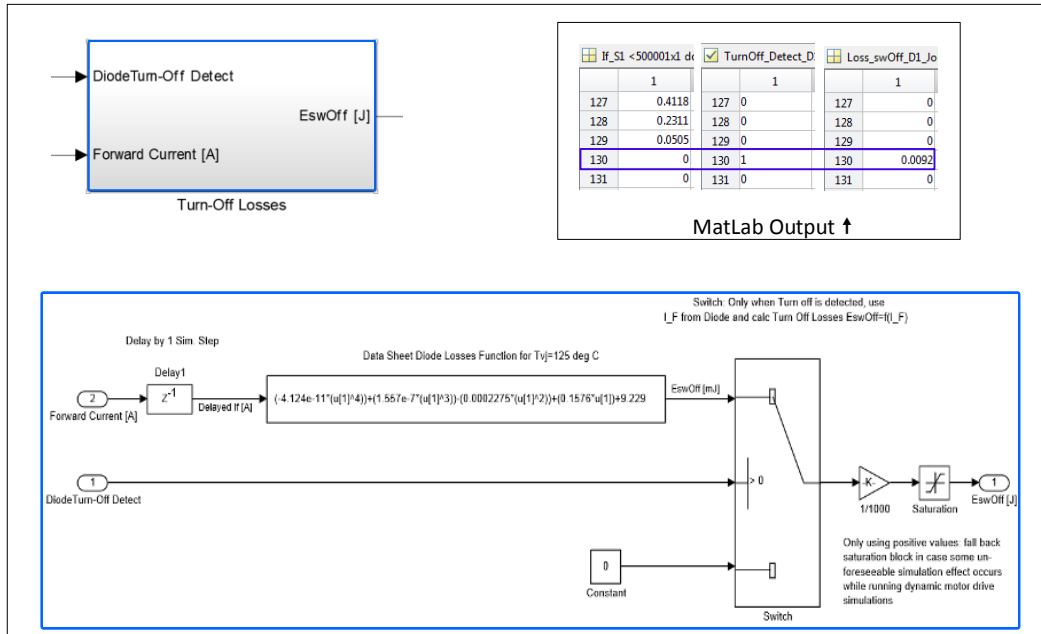 DiodeTurn-Off Detect
EswOff [J]
Forward Current [A]
Turn-Off Losses
If_S1 <500001x1 do
TurnOff_Detect_D
Loss_swOff_D1_Jo
1 1 1
127 0.4118 127 0 127 0
128 0.2311 128 0 128 0
129 0.0505 129 0 129 0
130 0 130 1 130 0.0092
131 0 131 0 131 0
MatLab Output ↑
Switch: Only when Turn off is detected, use
I_F from Diode and calc Turn Off Losses EswOff=f(I_F)
Delay by 1 Sim. Step
Data Sheet Diode Losses Function for Tvj=125 deg C
Delay1
2
Z-1
(-4.124e-11*(u[1]^4))+(1.557e-7*(u[1]^3))-(0.0002275*(u[1]^2))+(0.1576*u[1])+9.229
EswOff [mJ]
Forward Current [A]
Delayed If [A]
1
> 0
DiodeTurn-Off Detect
-K-
1
1/1000
Saturation
EswOff [J]
0
Constant
Only using positive values: fall back
saturation block in case some un-
foreseeable simulation effect occurs
while running dynamic motor drive
simulations
Switch